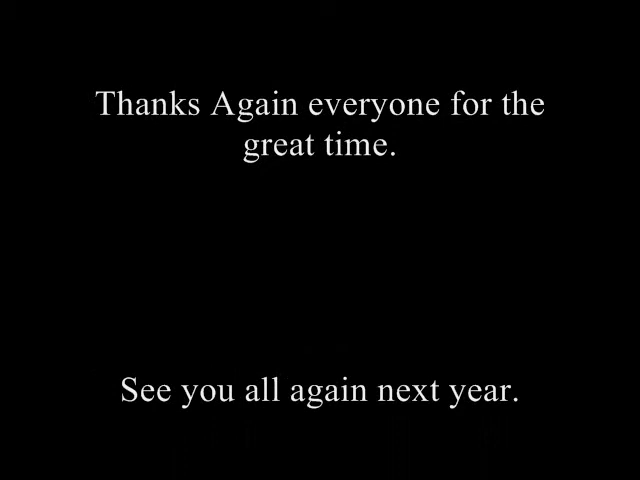 Thanks Again everyone for the
great time.
See you all again next year.